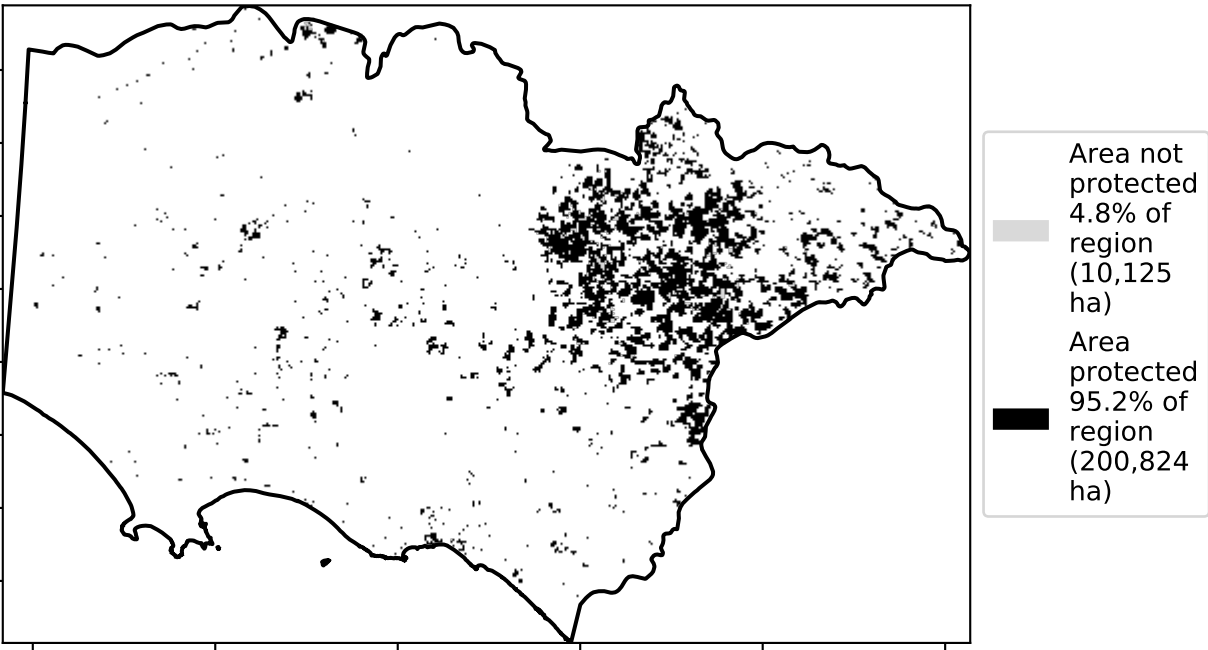 Area not
protected
4.8% of
region
(10,125
ha)
Area
protected
95.2% of
region
(200,824
ha)